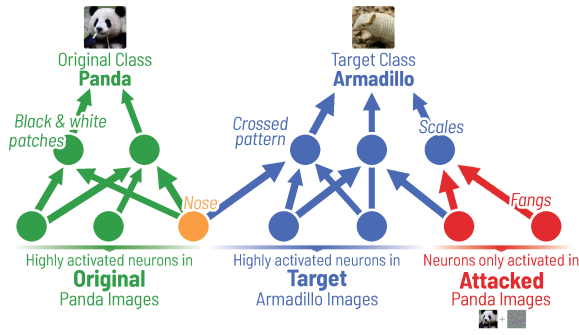 Original Class
Panda
Target Class
Armadillo
Black & white
patches
Crossed
pattern
Scales
Nose
Fangs
Highly activated neurons in
Original
Panda Images
Highly activated neurons in
Target
Armadillo Images
Neurons only activated in
Attacked
Panda Images
+